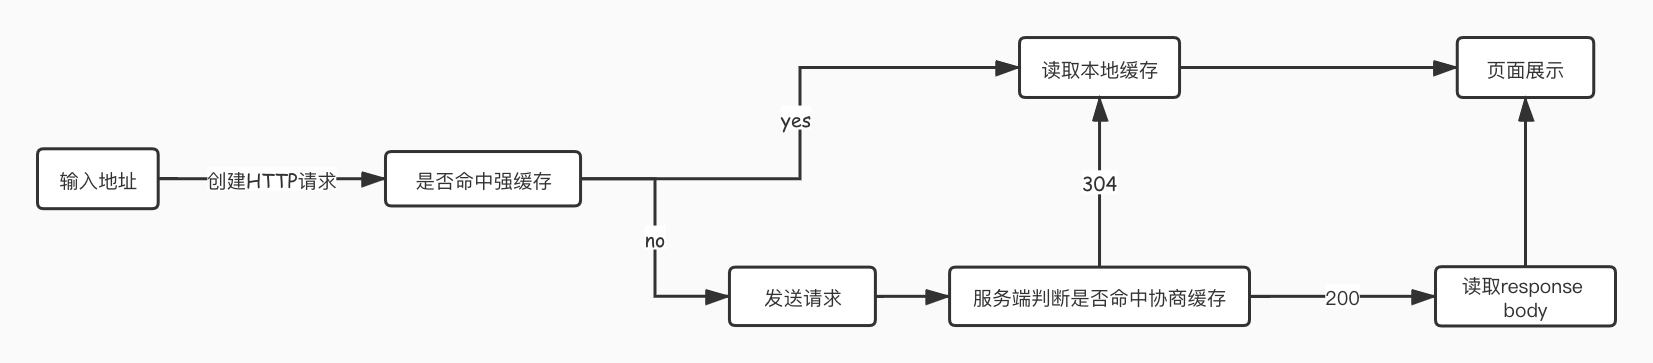 读取本地缓存
页面展示
yes
输入地址
创建HTTP请求
是否命中强缓存
304
no
发送请求
服务端判断是否命中协商缓存
200
读取response
body